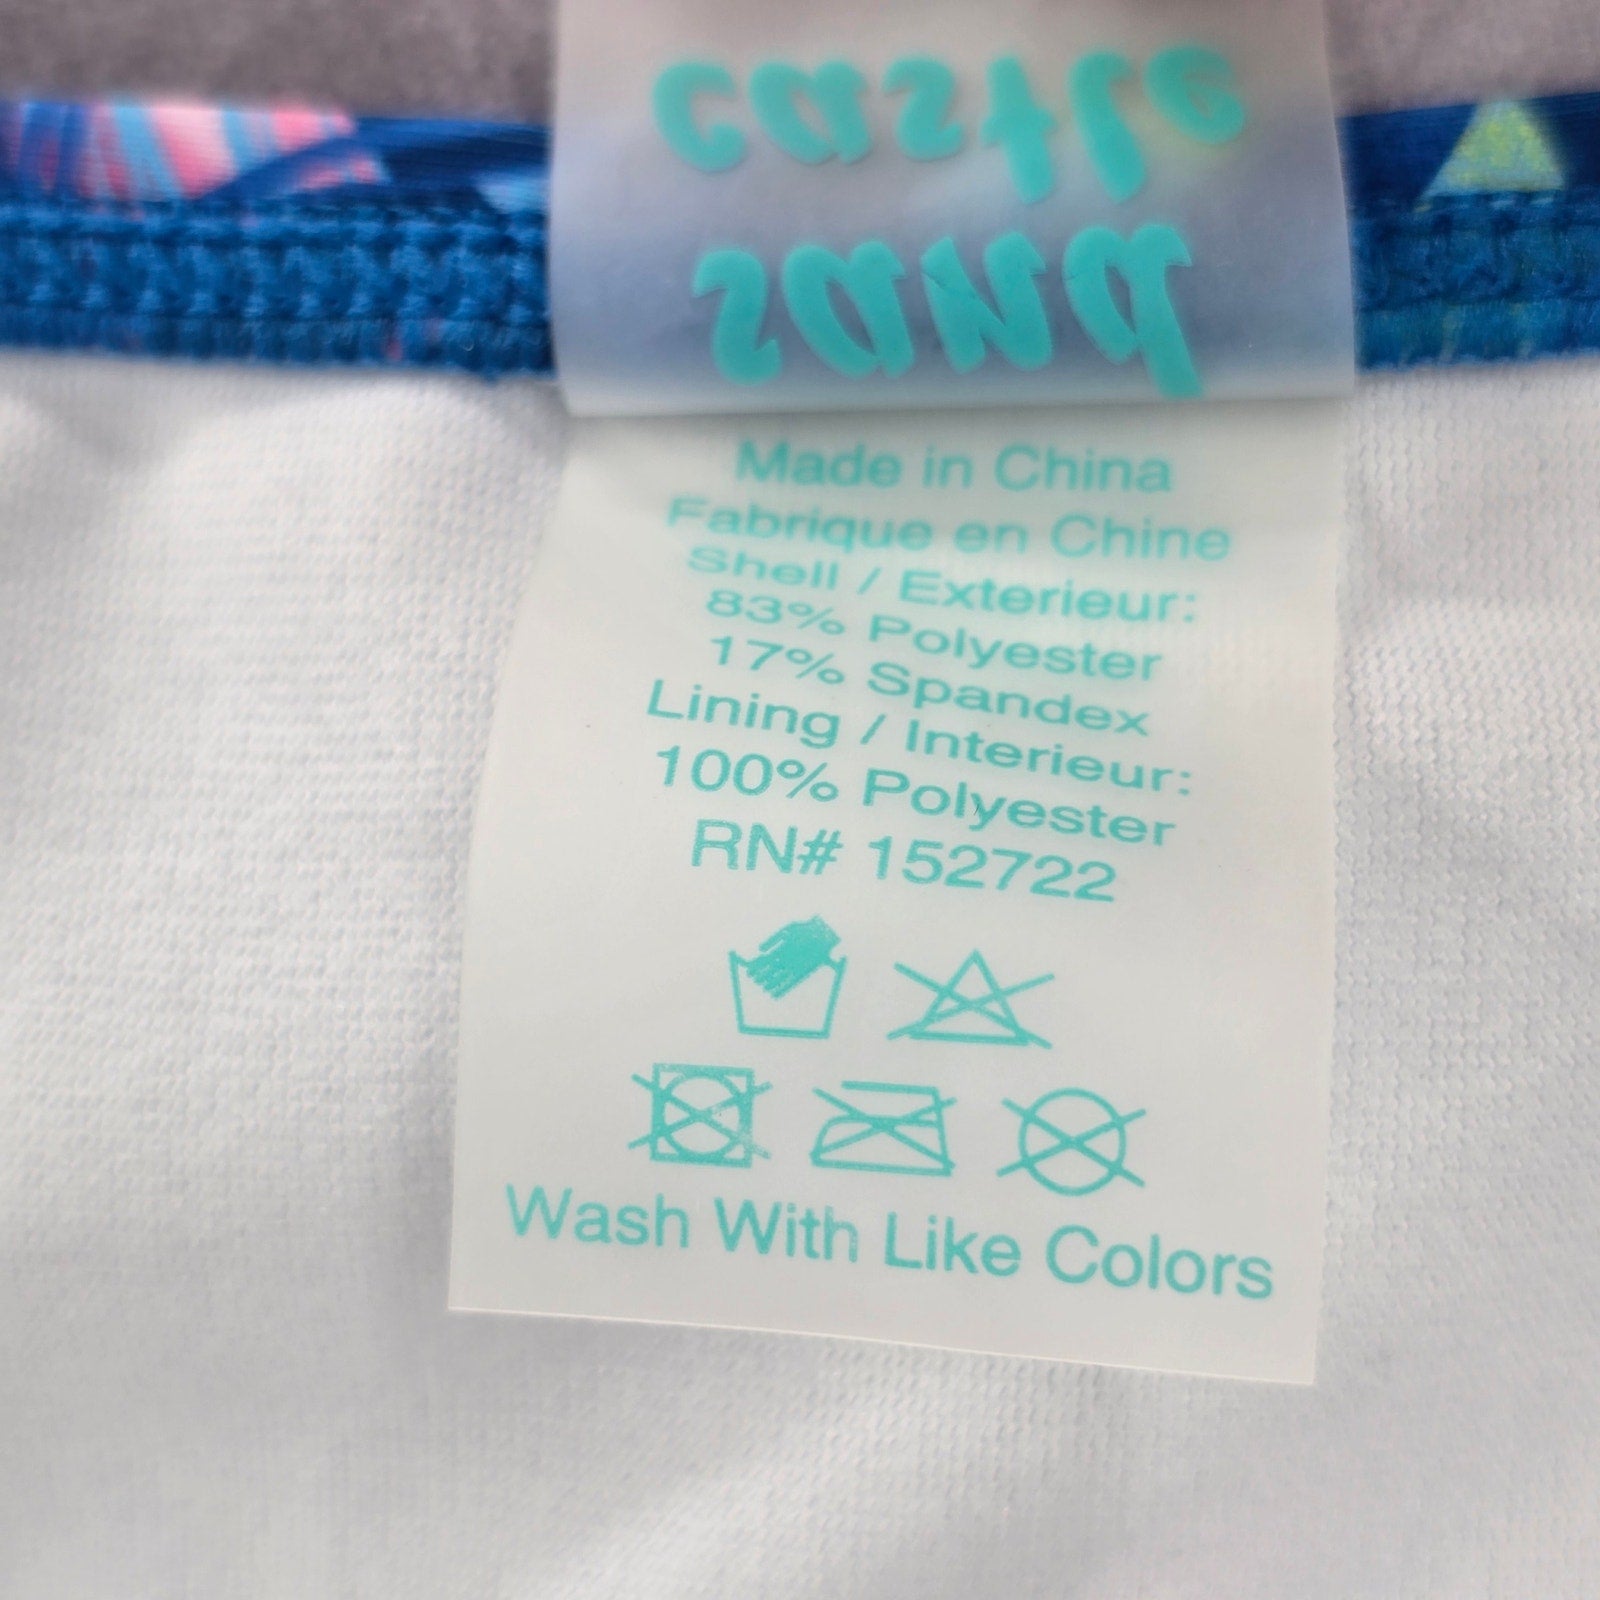 sand
castle
Made in China
Fabrique en Chine
Shell / Exterieur:
83% Polyester
17% Spandex
Lining / Interieur:
100% Polyester
RN# 152722
Wash With Like Colors